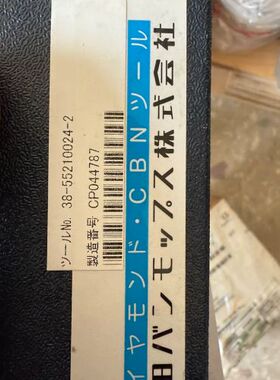 ツールNo. 38-55210024-2
製造番号 CP044787
イヤモンド・CBNツール
田バンモップス株式会社